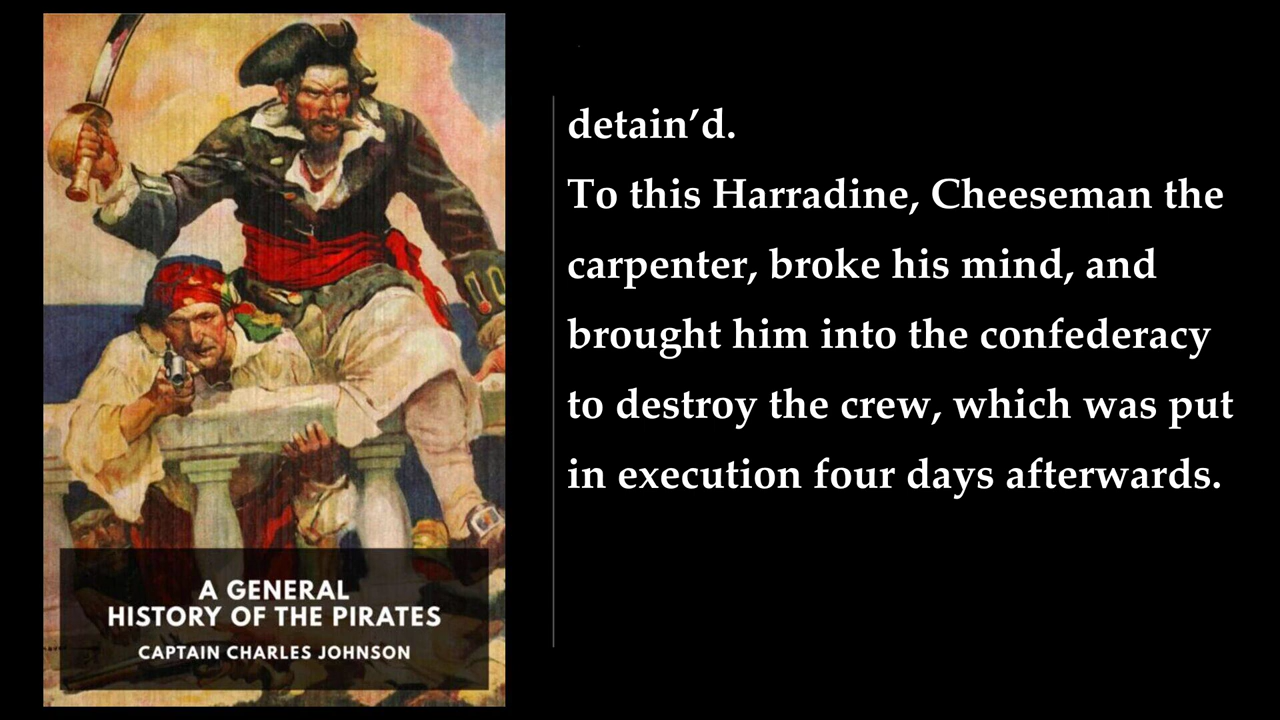 A GENERAL
HISTORY OF THE PIRATES
CAPTAIN CHARLES JOHNSON
detain’d.
To this Harradine, Cheeseman the
carpenter, broke his mind, and
brought him into the confederacy
to destroy the crew, which was put
in execution four days afterwards.